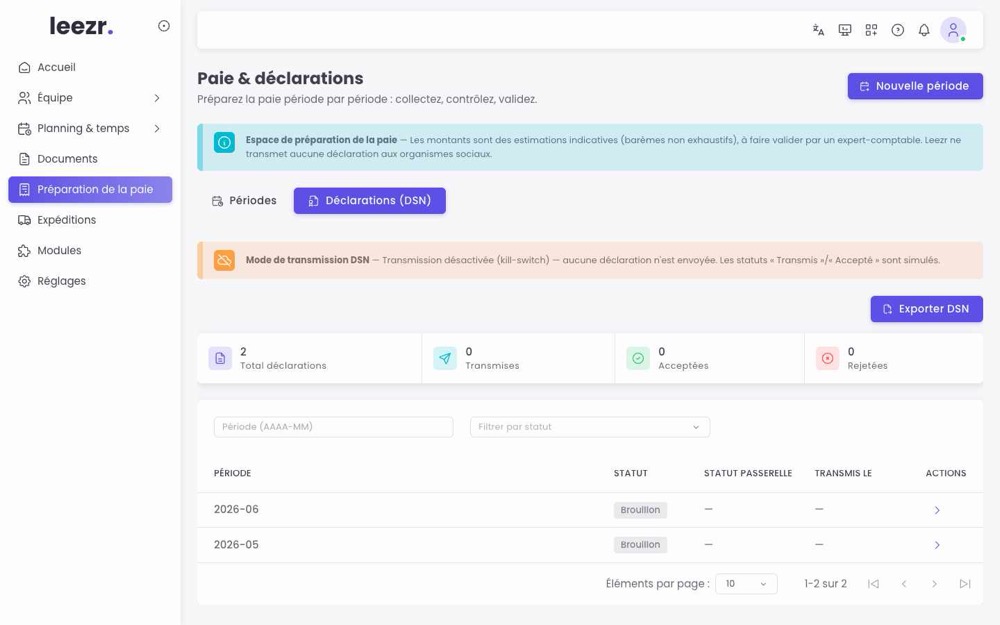 leezr.
Accueil
Équipe
Planning & temps
Documents
Préparation de la paie
Expéditions
Modules
Réglages
Paie & déclarations
Préparez la paie période par période : collectez, contrôlez, validez.
Nouvelle période
Espace de préparation de la paie — Les montants sont des estimations indicatives (barèmes non exhaustifs), à faire valider par un expert-comptable. Leezr ne
transmet aucune déclaration aux organismes sociaux.
Périodes
Déclarations (DSN)
Mode de transmission DSN — Transmission désactivée (kill-switch) — aucune déclaration n'est envoyée. Les statuts « Transmis »/« Accepté » sont simulés.
Exporter DSN
2
Total déclarations
0
Transmises
0
Acceptées
0
Rejetées
Période (AAAA-MM)
Filtrer par statut
PÉRIODE STATUT STATUT PASSERELLE TRANSMIS LE ACTIONS
2026-06 Brouillon — —
2026-05 Brouillon — —
Éléments par page : 10 1-2 sur 2